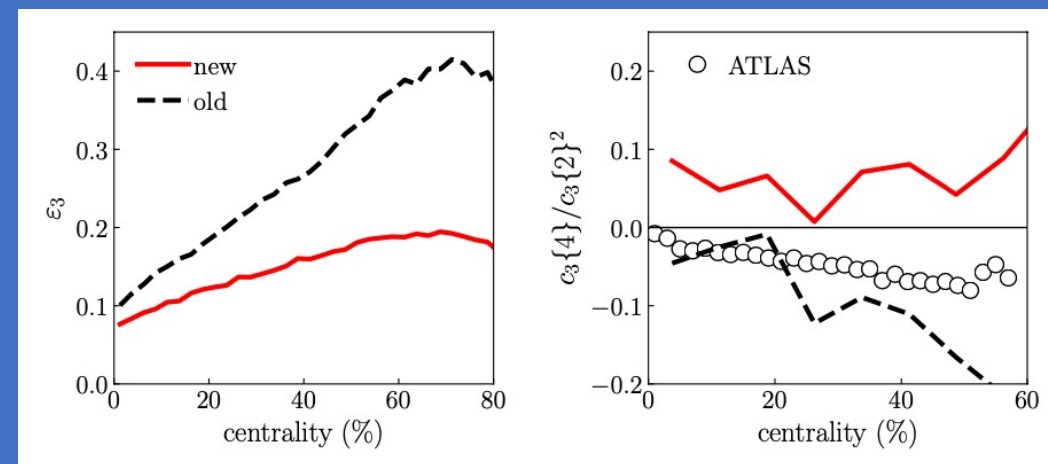 new
old
0.4
0.3
0.2
0.1
0.0
ε₃
0 20 40 60 80
centrality (%)
ATLAS
0.2
0.1
0.0
−0.1
−0.2
c₃{4}/c₃{2}²
0 20 40 60
centrality (%)